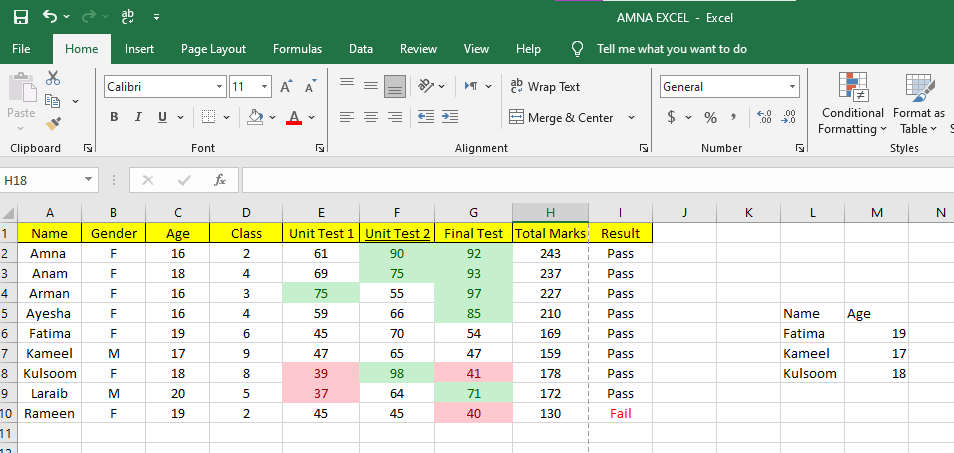 AMNA EXCEL - Excel
File Home Insert Page Layout Formulas Data Review View Help Tell me what you want to do
Paste
Calibri 11
B I U
ab Wrap Text
Merge & Center
General
$ % ,
Conditional Formatting
Format as Table
Clipboard Font Alignment Number Styles
H18 fx
A B C D E F G H I J K L M N
1 Name Gender Age Class Unit Test 1 Unit Test 2 Final Test Total Marks Result
2 Amna F 16 2 61 90 92 243 Pass
3 Anam F 18 4 69 75 93 237 Pass
4 Arman F 16 3 75 55 97 227 Pass
5 Ayesha F 16 4 59 66 85 210 Pass Name Age
6 Fatima F 19 6 45 70 54 169 Pass Fatima 19
7 Kameel M 17 9 47 65 47 159 Pass Kameel 17
8 Kulsoom F 18 8 39 98 41 178 Pass Kulsoom 18
9 Laraib M 20 5 37 64 71 172 Pass
10 Rameen F 19 2 45 45 40 130 Fail
11